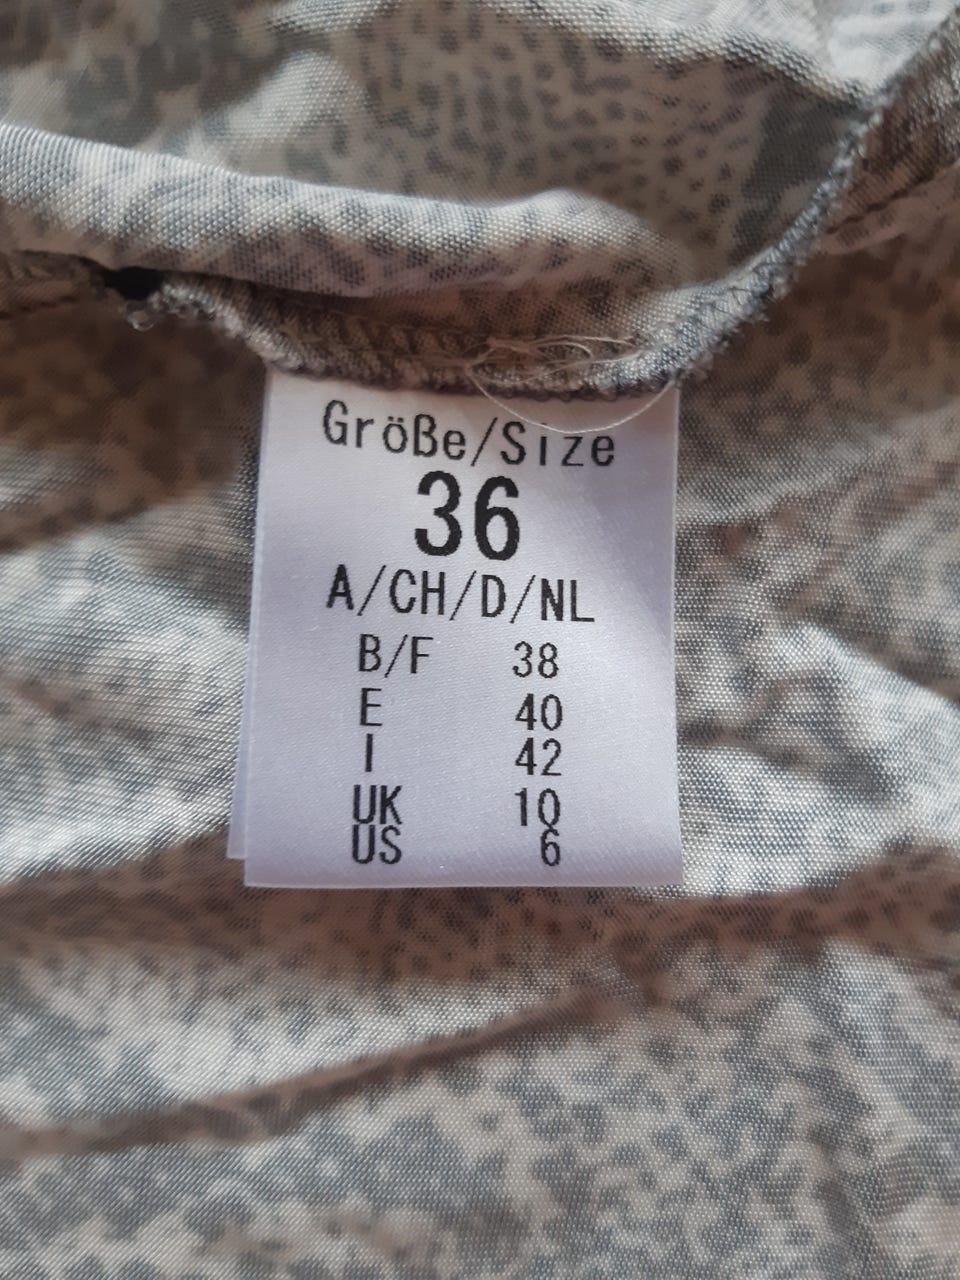 Größe/Size
36
A/CH/D/NL
B/F 38
E 40
I 42
UK 10
US 6